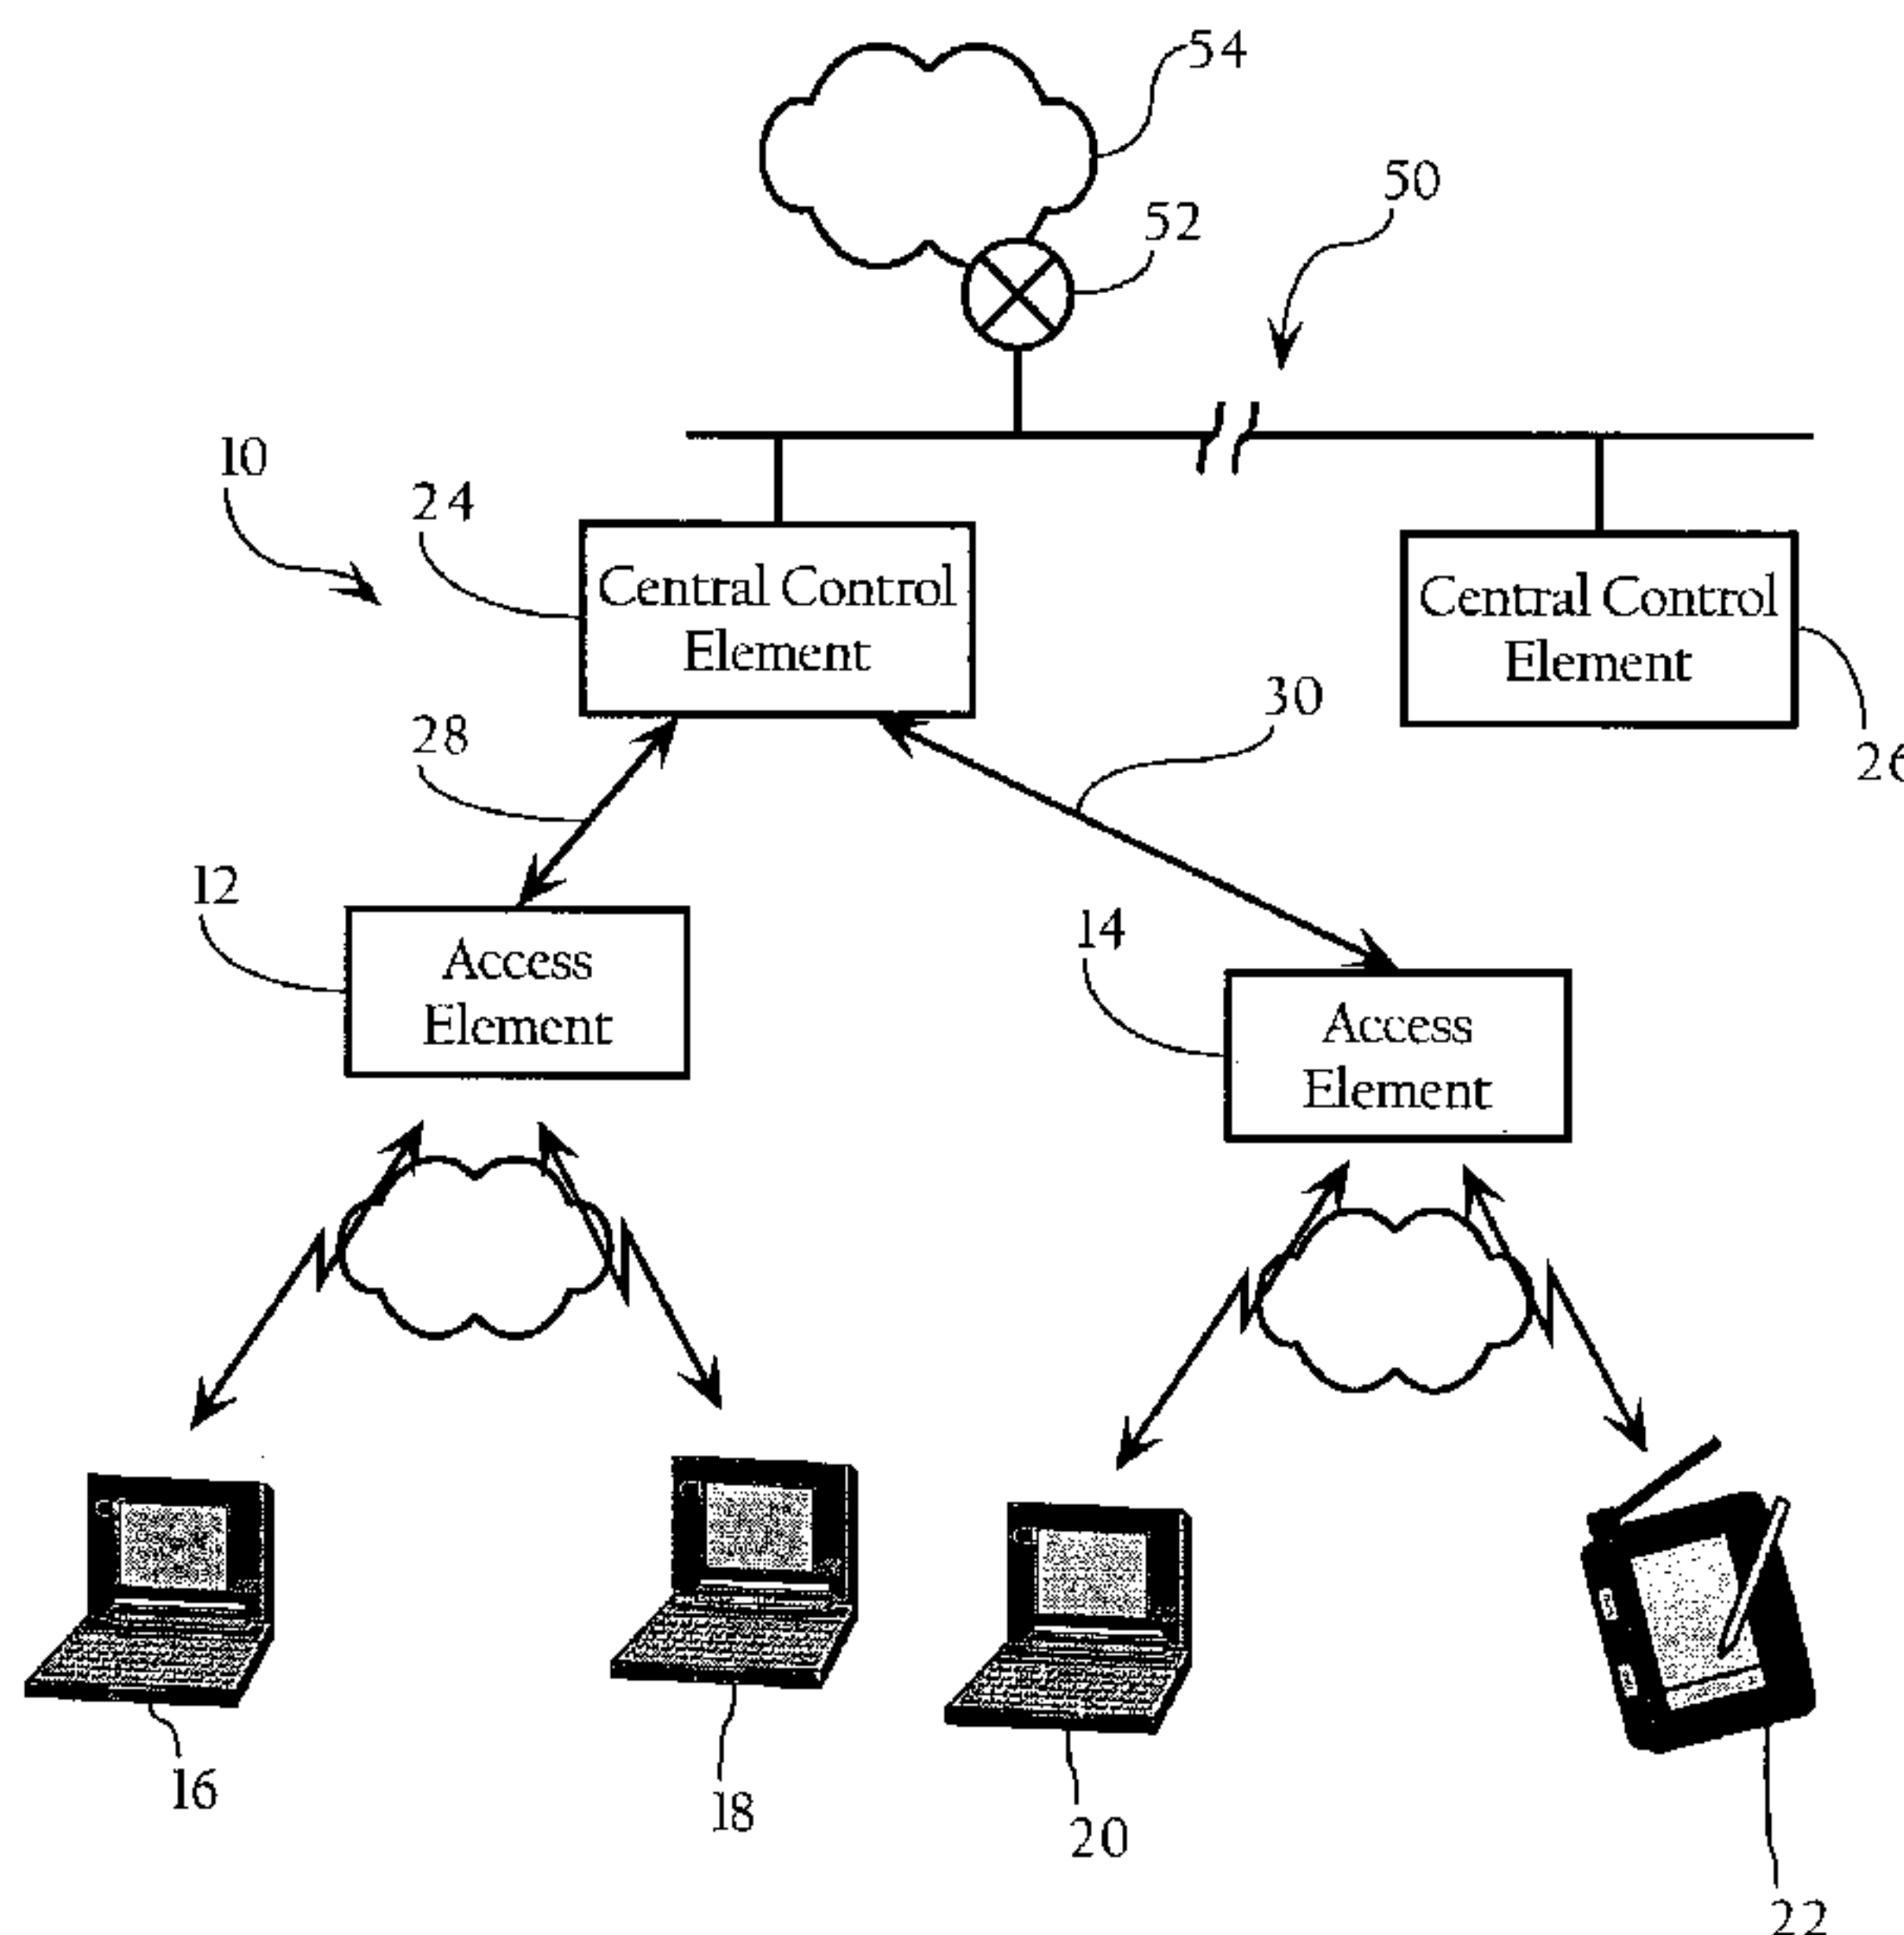 54
50
52
10
24
Central Control
Element
Central Control
Element
30
28
26
12
14
Access
Element
Access
Element
16
18
20
22